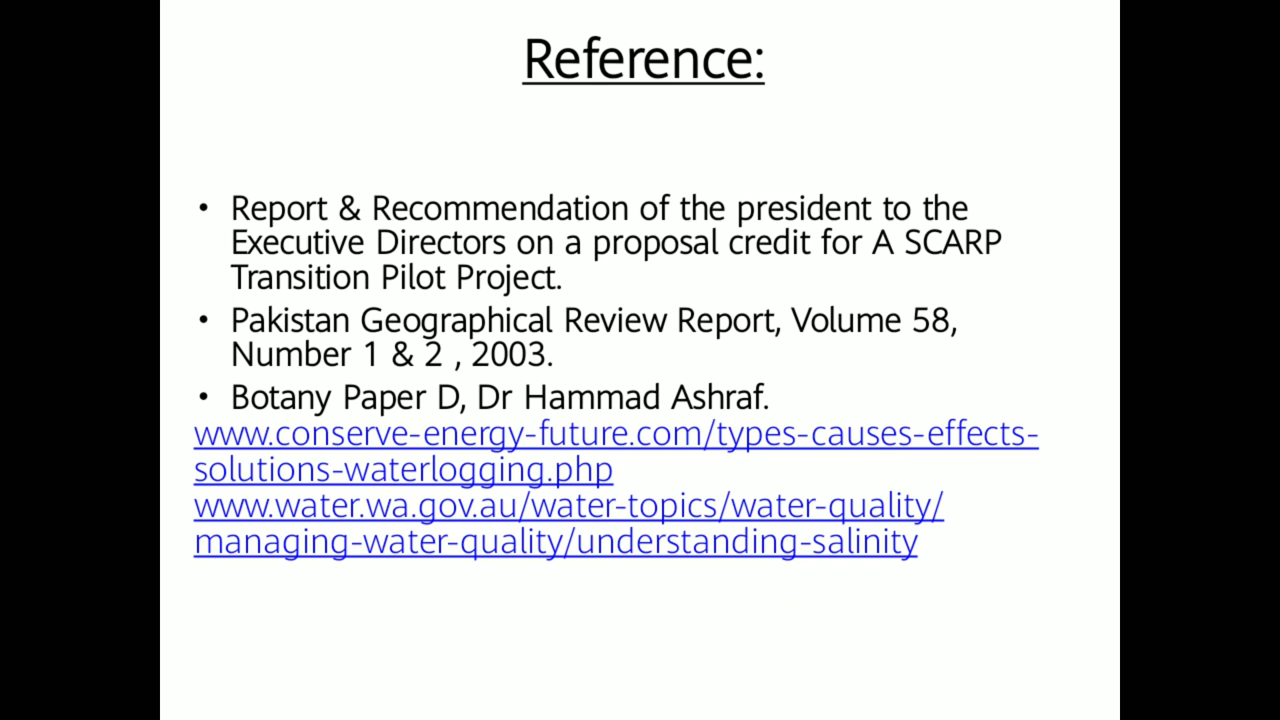 Reference:
• Report & Recommendation of the president to the
Executive Directors on a proposal credit for A SCARP
Transition Pilot Project.
• Pakistan Geographical Review Report, Volume 58,
Number 1 & 2 , 2003.
• Botany Paper D, Dr Hammad Ashraf.
www.conserve-energy-future.com/types-causes-effects-
solutions-waterlogging.php
www.water.wa.gov.au/water-topics/water-quality/
managing-water-quality/understanding-salinity